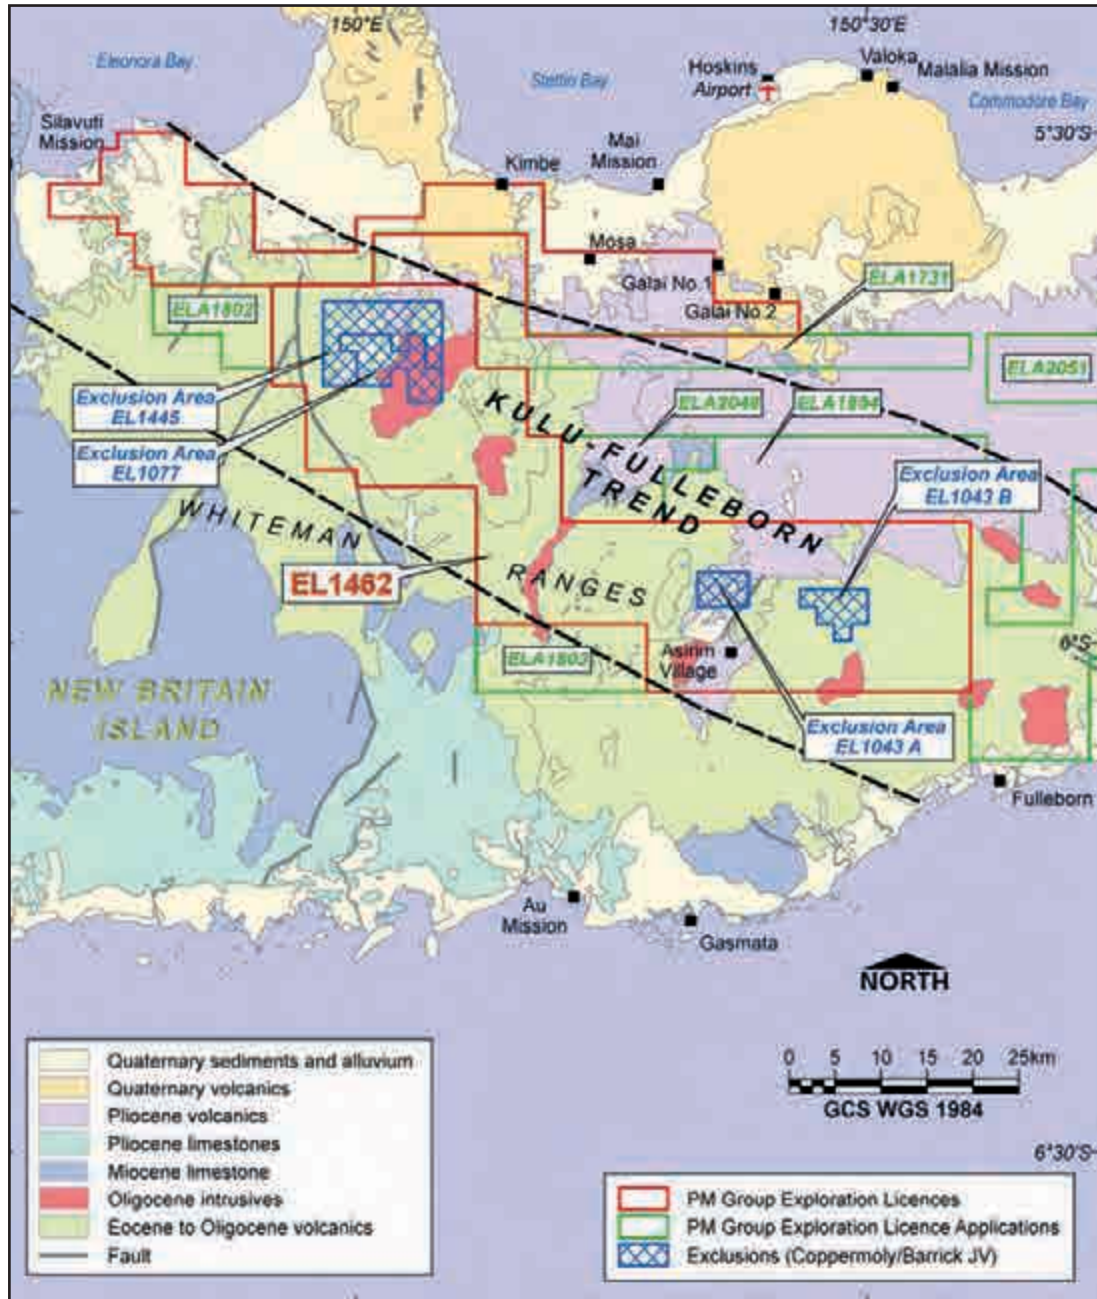 150°E
150°30'E
Eleonora Bay
Stettin Bay
Hoskins
Airport
Valoka
Malalia Mission
Commodore Bay
5°30'S
Silavuti
Mission
Mai
Mission
Kimbe
Mosa
Galai No.1
Galai No.2
ELA1731
ELA1802
ELA2051
Exclusion Area
EL1445
ELA1894
KULU-FULLEBORN
TREND
Exclusion Area
EL1077
Exclusion Area
EL1043 B
WHITEMAN
RANGES
EL1462
6°S
ELA1803
Asirim
Village
NEW BRITAIN
ISLAND
Exclusion Area
EL1043 A
Fulleborn
Au
Mission
Gasmata
NORTH
0 5 10 15 20 25km
GCS WGS 1984
6°30'S
Quaternary sediments and alluvium
Quaternary volcanics
Pliocene volcanics
Pliocene limestones
Miocene limestone
Oligocene intrusives
Eocene to Oligocene volcanics
Fault
PM Group Exploration Licences
PM Group Exploration Licence Applications
Exclusions (Coppermoly/Barrick JV)